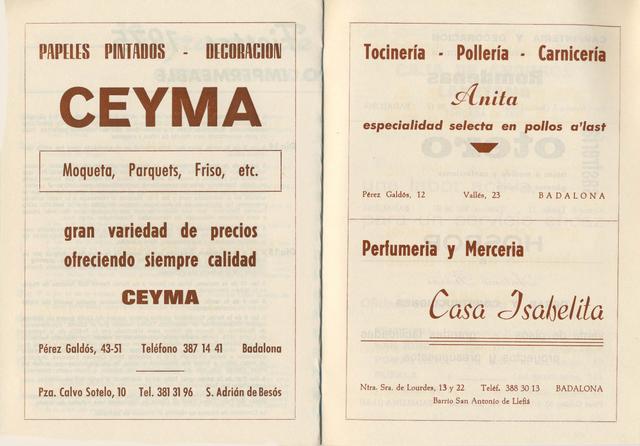 PAPELES PINTADOS - DECORACION
CEYMA
Moqueta, Parquets, Friso, etc.
gran variedad de precios
ofreciendo siempre calidad
CEYMA
Pérez Galdós, 43-51 Teléfono 387 14 41 Badalona
Pza. Calvo Sotelo, 10 Tel. 381 31 96 S. Adrián de Besós
Tocinería - Pollería - Carnicería
Anita
especialidad selecta en pollos a'last
Pérez Galdós, 12 Vallés, 23 BADALONA
Perfumeria y Merceria
Casa Isabelita
Ntra. Sra. de Lourdes, 13 y 22 Teléf. 388 30 13 BADALONA
Barrio San Antonio de Llefiá